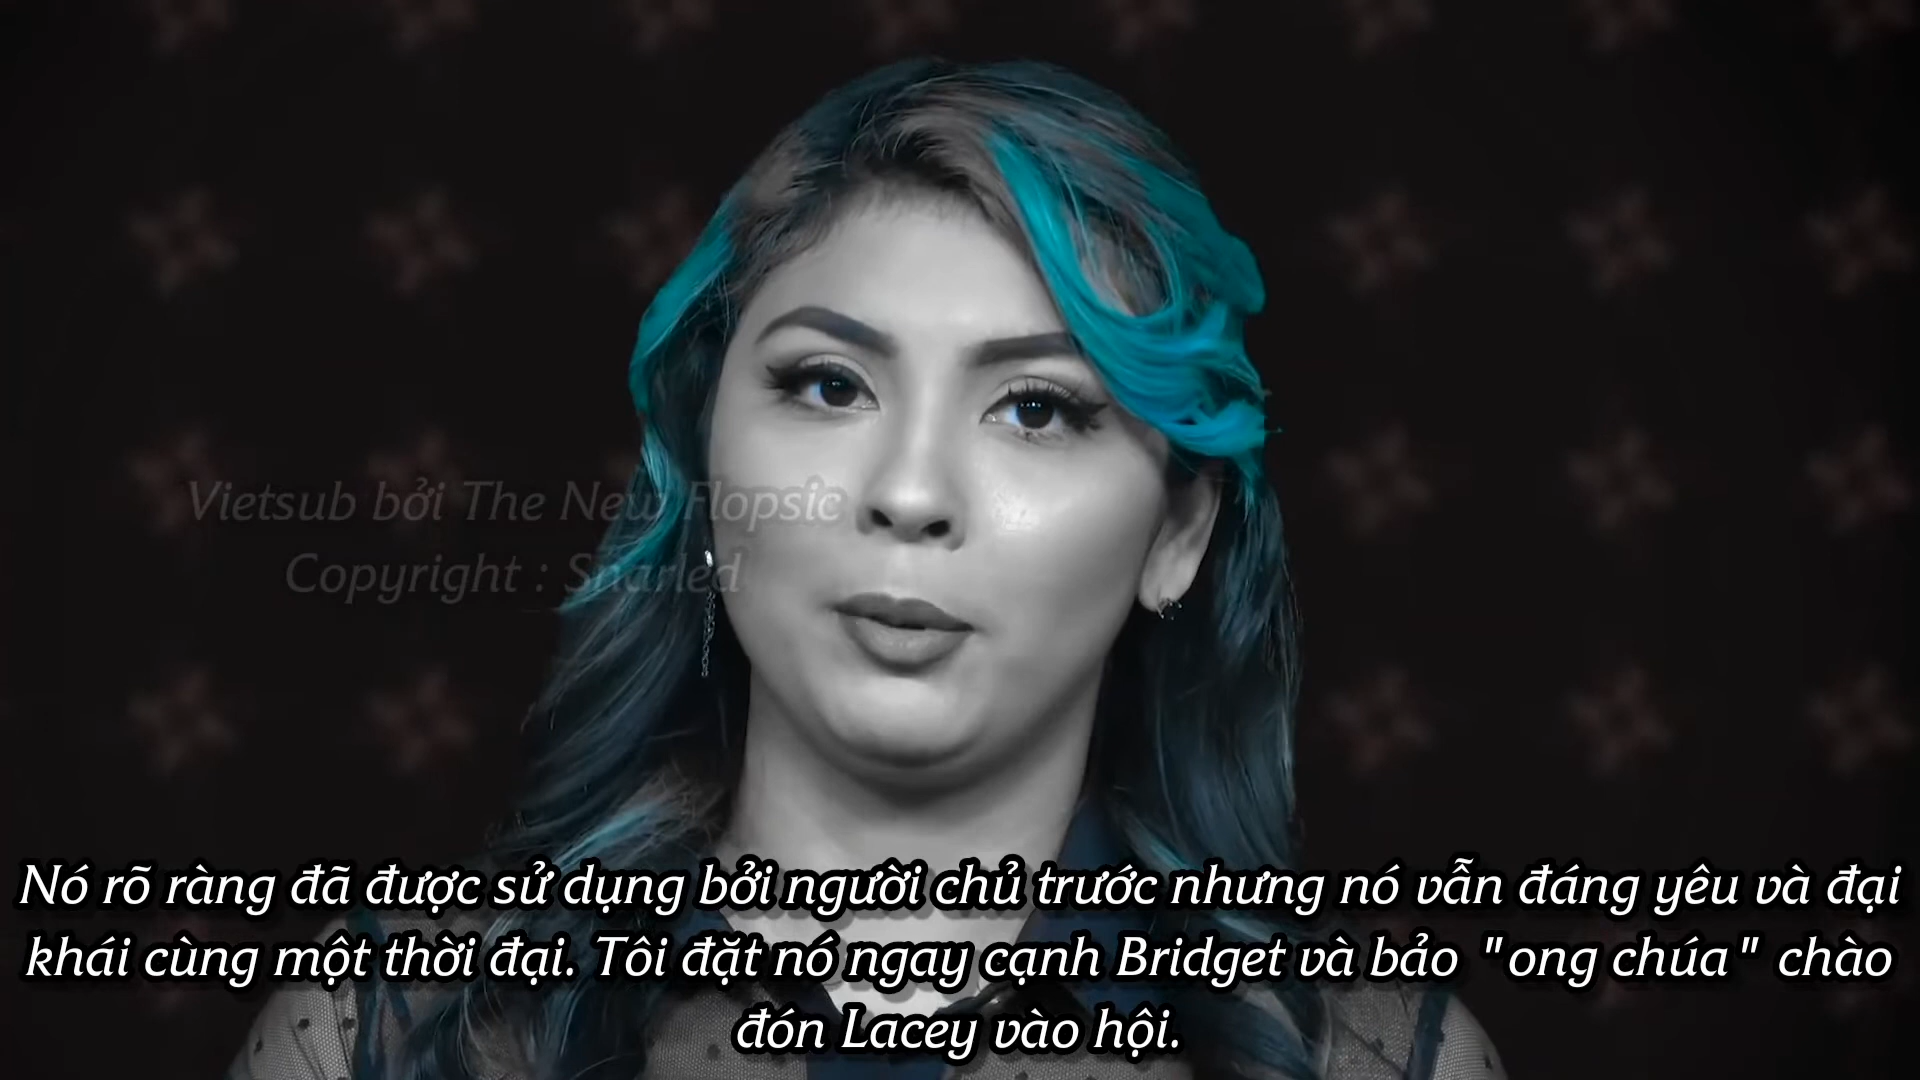 Vietsub bởi The New Flopsic
Copyright : Snarled
Nó rõ ràng đã được sử dụng bởi người chủ trước nhưng nó vẫn đáng yêu và đại
khái cùng một thời đại. Tôi đặt nó ngay cạnh Bridget và bảo "ong chúa" chào
đón Lacey vào hội.